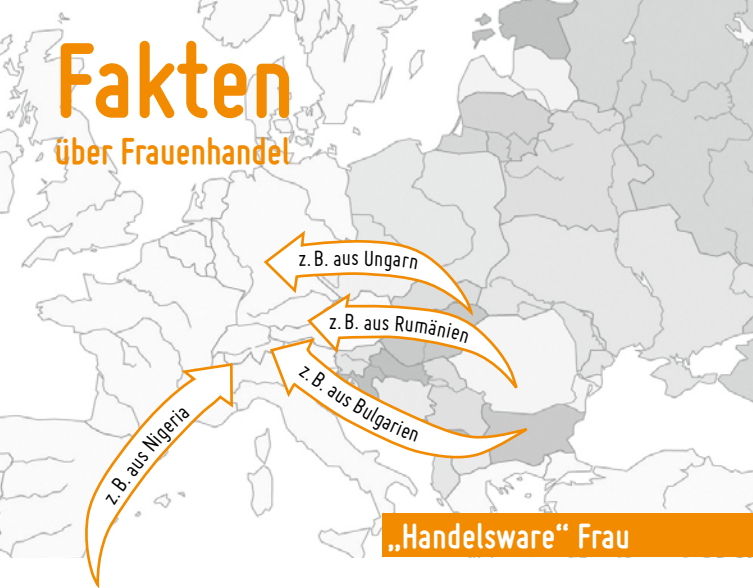 Fakten
über Frauenhandel
z. B. aus Ungarn
z. B. aus Rumänien
z. B. aus Bulgarien
z. B. aus Nigeria
„Handelsware“ Frau